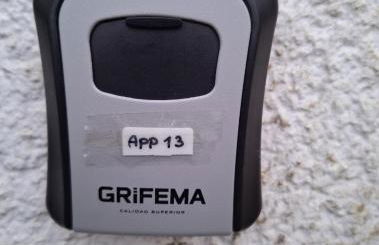 APP 13
GRIFEMA
CALIDAD SUPERIOR